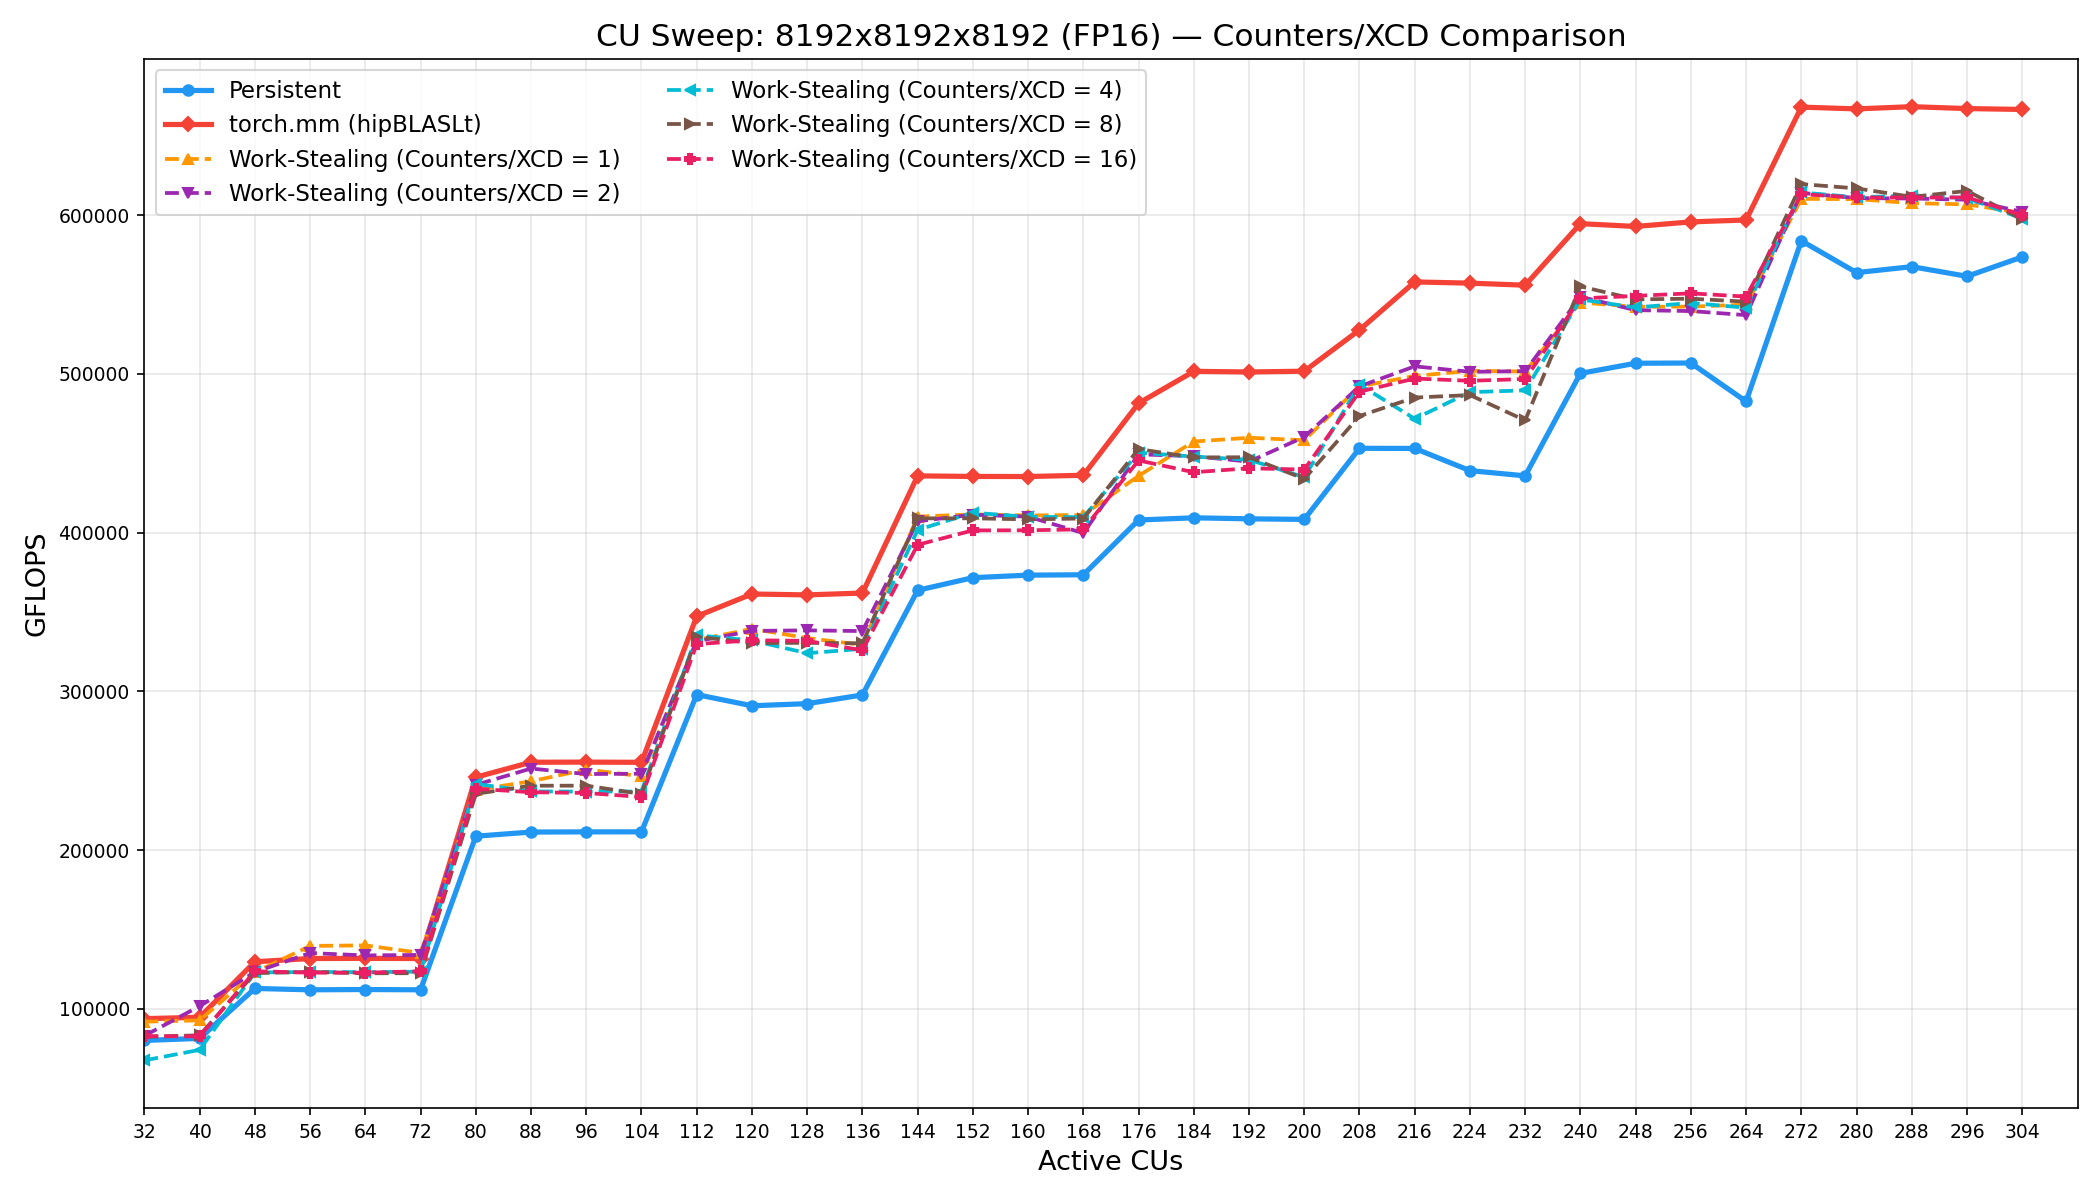 CU Sweep: 8192x8192x8192 (FP16) — Counters/XCD Comparison
Persistent
torch.mm (hipBLASLt)
Work-Stealing (Counters/XCD = 1)
Work-Stealing (Counters/XCD = 2)
Work-Stealing (Counters/XCD = 4)
Work-Stealing (Counters/XCD = 8)
Work-Stealing (Counters/XCD = 16)
GFLOPS
600000
500000
400000
300000
200000
100000
32 40 48 56 64 72 80 88 96 104 112 120 128 136 144 152 160 168 176 184 192 200 208 216 224 232 240 248 256 264 272 280 288 296 304
Active CUs